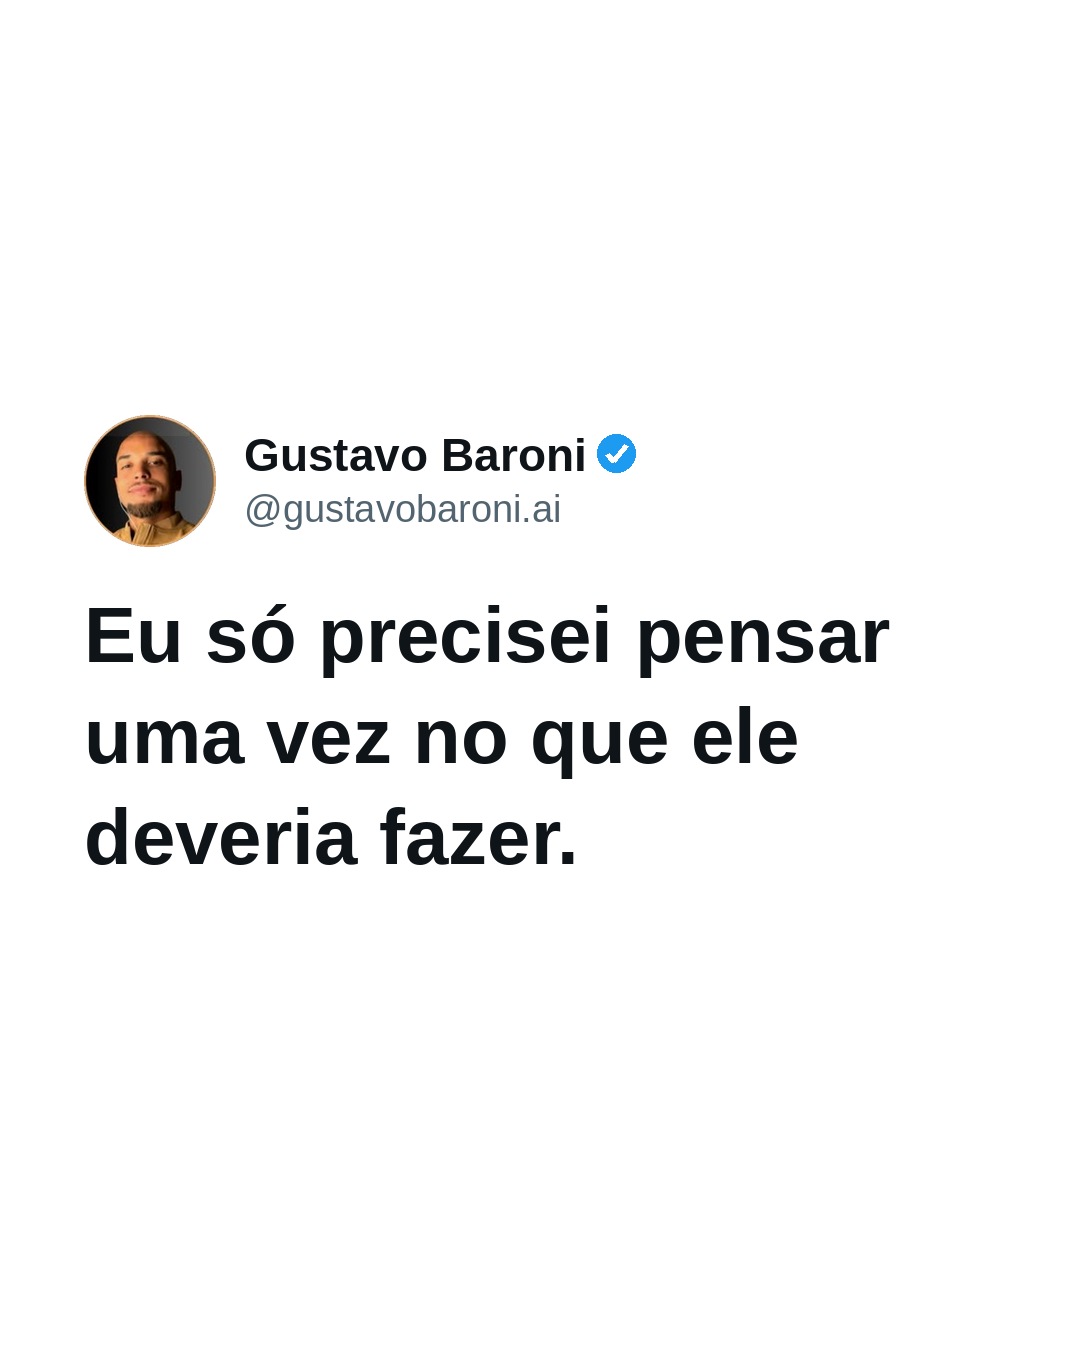 Gustavo Baroni
@gustavobaroni.ai
Eu só precisei pensar
uma vez no que ele
deveria fazer.